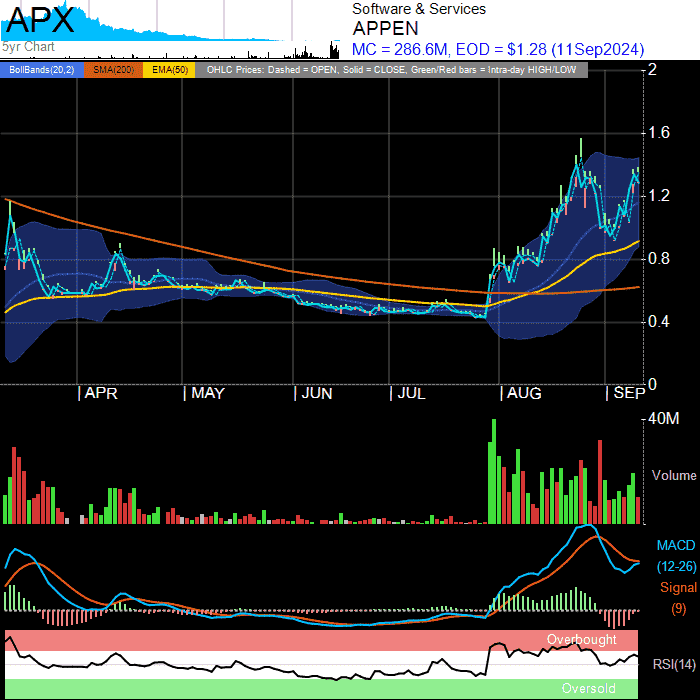 APX
5yr Chart
Software & Services
APPEN
MC = 286.6M, EOD = $1.28 (11Sep2024)
BollBands(20,2) SMA(200) EMA(50) OHLC Prices: Dashed = OPEN, Solid = CLOSE, Green/Red bars = Intra-day HIGH/LOW
2
1.6
1.2
0.8
0.4
0
| APR | MAY | JUN | JUL | AUG | SEP
40M
Volume
MACD
(12-26)
Signal
(9)
Overbought
RSI(14)
Oversold